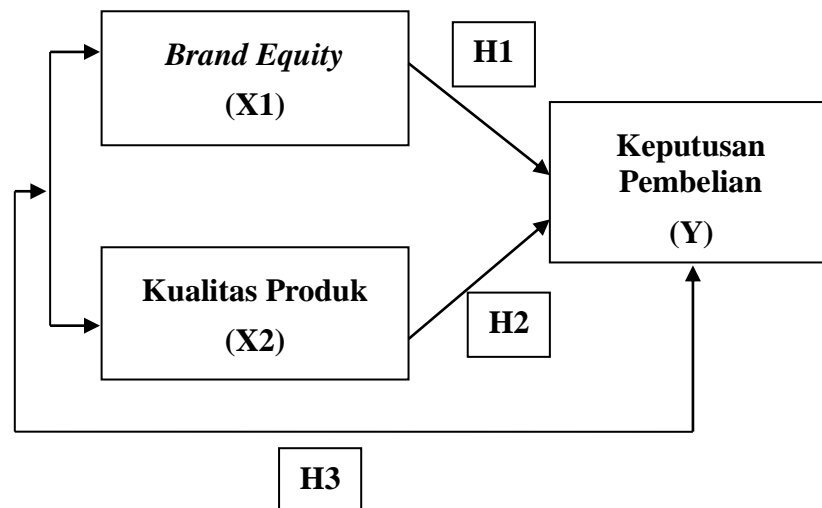 Brand Equity
(X1)
H1
Keputusan
Pembelian
(Y)
Kualitas Produk
(X2)
H2
H3